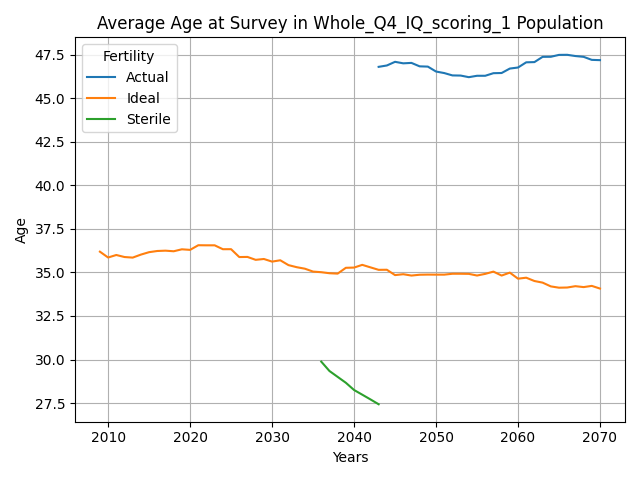 Average Age at Survey in Whole_Q4_IQ_scoring_1 Population
Fertility
Actual
Ideal
Sterile
47.5
45.0
42.5
40.0
37.5
35.0
32.5
30.0
27.5
Age
2010 2020 2030 2040 2050 2060 2070
Years